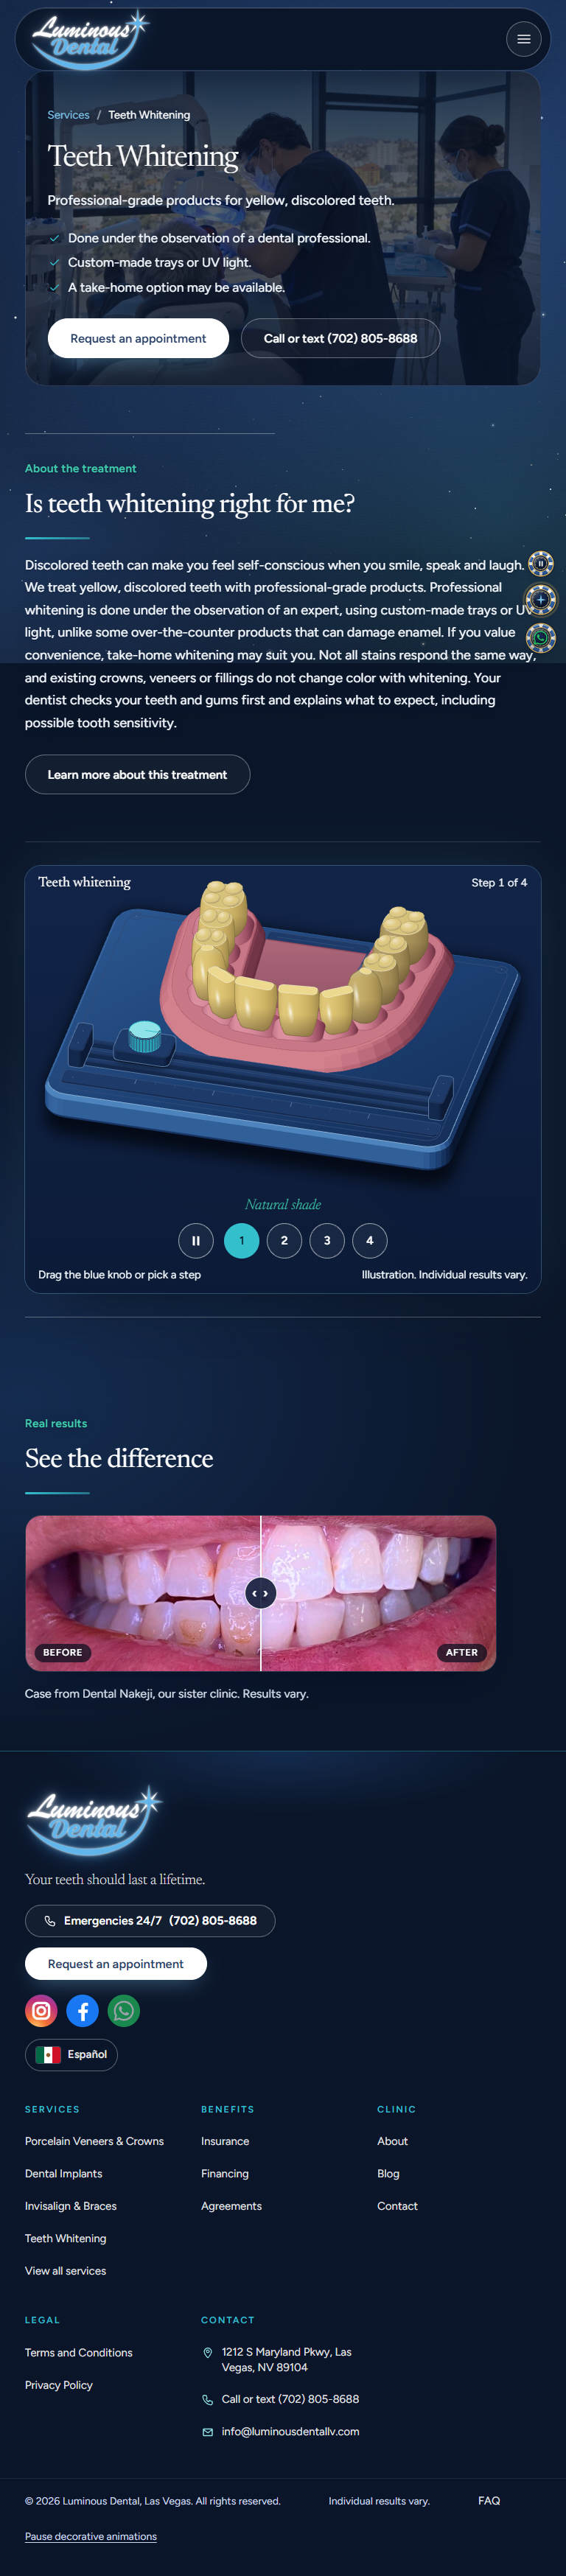 Luminous
Dental
Services / Teeth Whitening
Teeth Whitening
Professional-grade products for yellow, discolored teeth.
Done under the observation of a dental professional.
Custom-made trays or UV light.
A take-home option may be available.
Request an appointment
Call or text (702) 805-8688
About the treatment
Is teeth whitening right for me?
Discolored teeth can make you feel self-conscious when you smile, speak and laugh.
We treat yellow, discolored teeth with professional-grade products. Professional
whitening is done under the observation of an expert, using custom-made trays or UV
light, unlike some over-the-counter products that can damage enamel. If you value
convenience, take-home whitening may suit you. Not all stains respond the same way,
and existing crowns, veneers or fillings do not change color with whitening. Your
dentist checks your teeth and gums first and explains what to expect, including
possible tooth sensitivity.
Learn more about this treatment
Teeth whitening
Step 1 of 4
Natural shade
1
2
3
4
Drag the blue knob or pick a step
Illustration. Individual results vary.
Real results
See the difference
BEFORE
AFTER
Case from Dental Nakeji, our sister clinic. Results vary.
Luminous
Dental
Your teeth should last a lifetime.
Emergencies 24/7 (702) 805-8688
Request an appointment
Español
SERVICES
Porcelain Veneers & Crowns
Dental Implants
Invisalign & Braces
Teeth Whitening
View all services
BENEFITS
Insurance
Financing
Agreements
CLINIC
About
Blog
Contact
LEGAL
Terms and Conditions
Privacy Policy
CONTACT
1212 S Maryland Pkwy, Las
Vegas, NV 89104
Call or text (702) 805-8688
info@luminousdentallv.com
© 2026 Luminous Dental, Las Vegas. All rights reserved.
Individual results vary.
FAQ
Pause decorative animations